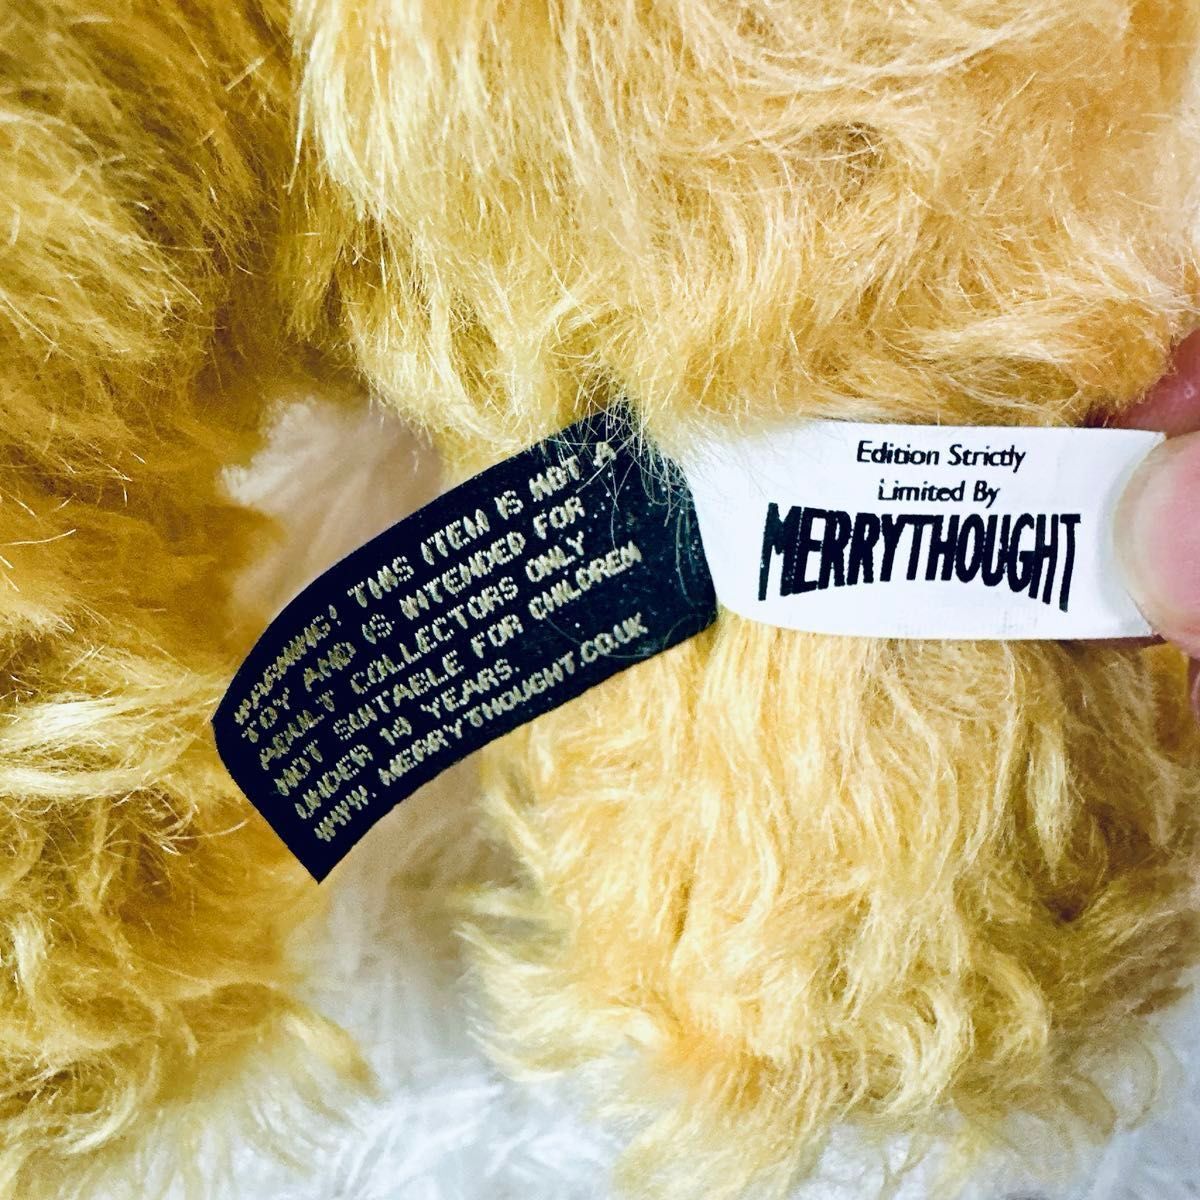 WARNING! THIS ITEM IS NOT A
TOY AND IS INTENDED FOR
ADULT COLLECTORS ONLY
NOT SUITABLE FOR CHILDREN
UNDER 18 YEARS.
WWW.MERRYTHOUGHT.CO.UK
Edition Strictly
Limited By
MERRYTHOUGHT